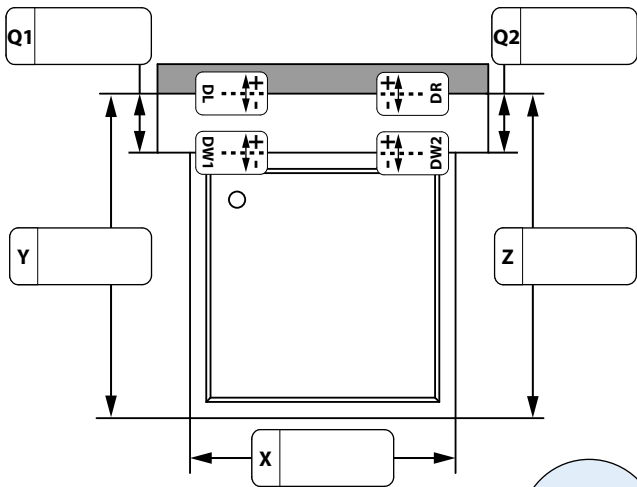 Q1
Q2
DL + -
+ - DR
DW1 + -
+ - DW2
Y
Z
X